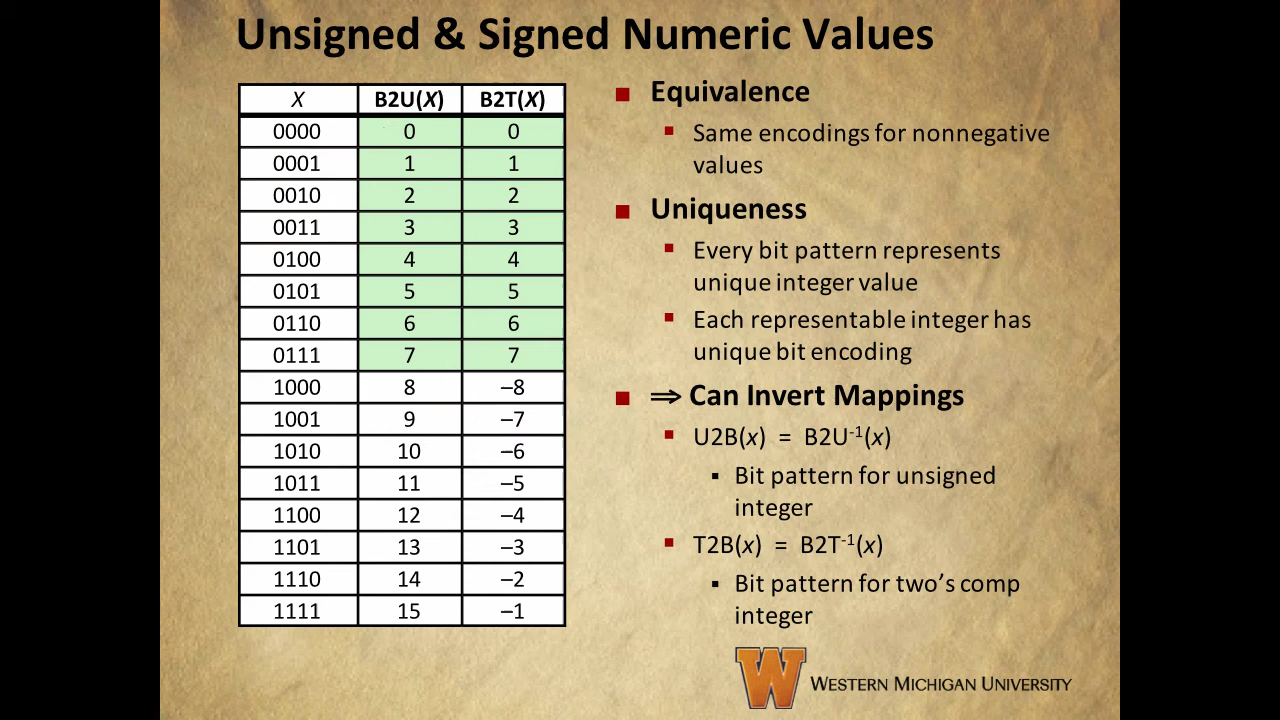 Unsigned & Signed Numeric Values
X B2U(X) B2T(X)
0000 0 0
0001 1 1
0010 2 2
0011 3 3
0100 4 4
0101 5 5
0110 6 6
0111 7 7
1000 8 –8
1001 9 –7
1010 10 –6
1011 11 –5
1100 12 –4
1101 13 –3
1110 14 –2
1111 15 –1
■ Equivalence
▪ Same encodings for nonnegative
values
■ Uniqueness
▪ Every bit pattern represents
unique integer value
▪ Each representable integer has
unique bit encoding
■ ⇒ Can Invert Mappings
▪ U2B(x) = B2U⁻¹(x)
▪ Bit pattern for unsigned
integer
▪ T2B(x) = B2T⁻¹(x)
▪ Bit pattern for two’s comp
integer
W WESTERN MICHIGAN UNIVERSITY